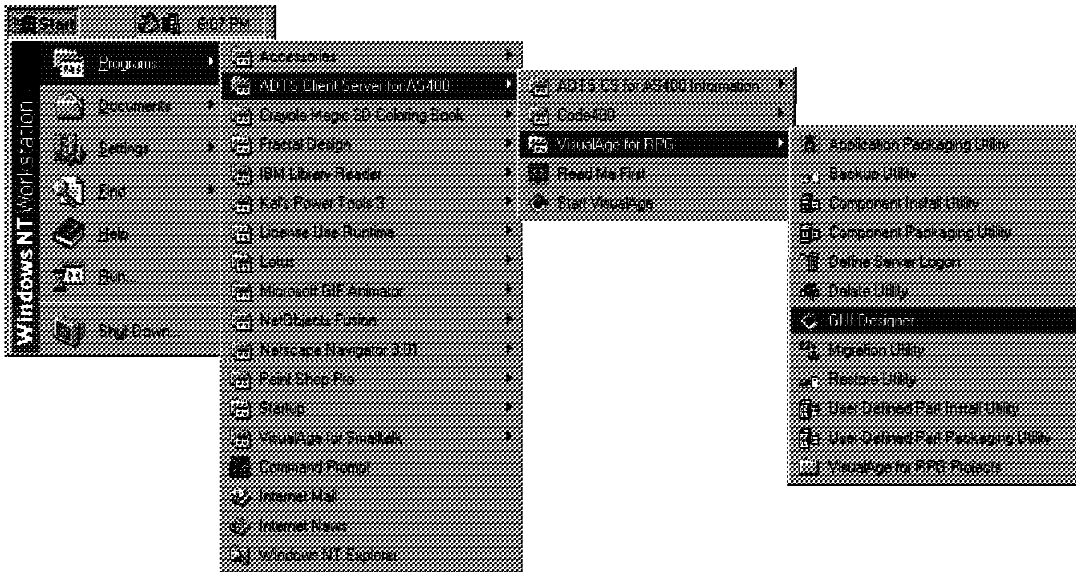 Start 6:07 PM
Windows NT Workstation
Programs
Documents
Settings
Find
Help
Run...
Shut Down...
Accessories
ADTS Client Server for AS400
Crayola Magic 3D Coloring Book
Fractal Design
IBM Library Reader
Kai's Power Tools 3
License Use Runtime
Lotus
Microsoft GIF Animator
NetObjects Fusion
Netscape Navigator 3.01
Paint Shop Pro
Startup
VisualAge for Smalltalk
Command Prompt
Internet Mail
Internet News
Windows NT Explorer
ADTS CS for AS400 Information
Code400
VisualAge for RPG
Read Me First
Start VisualAge
Application Packaging Utility
Backup Utility
Component Install Utility
Component Packaging Utility
Define Server Logon
Delete Utility
GUI Designer
Migration Utility
Restore Utility
User Defined Part Install Utility
User Defined Part Packaging Utility
VisualAge for RPG Projects